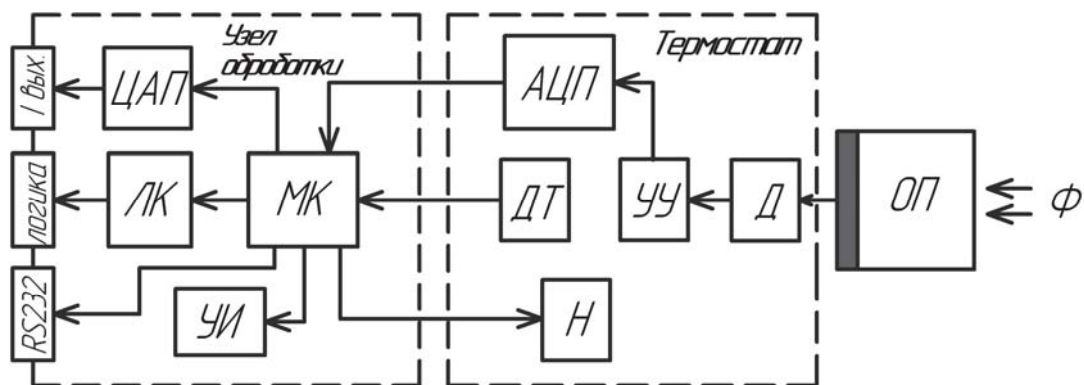 Узел
обработки
Термостат
I вых.
ЦАП
АЦП
логика
ЛК
МК
ДТ
УУ
Д
ОП
Ф
RS232
УИ
Н